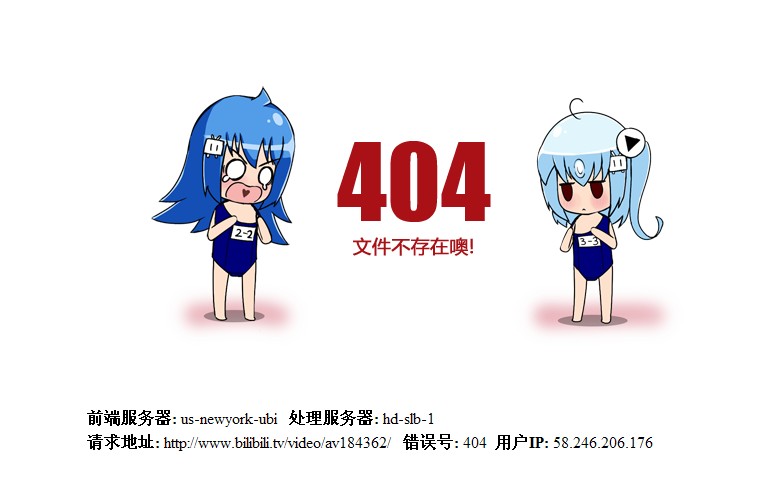 404
文件不存在噢!
2-2
3-3
前端服务器: us-newyork-ubi 处理服务器: hd-slb-1
请求地址: http://www.bilibili.tv/video/av184362/ 错误号: 404 用户IP: 58.246.206.176